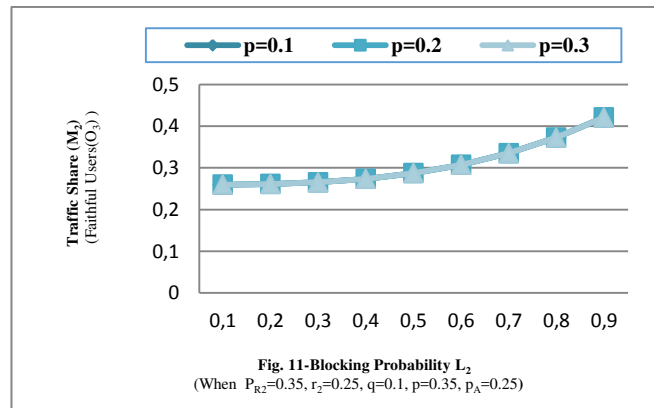 p=0.1 p=0.2 p=0.3
Traffic Share (M2)
(Faithful Users(O3) )
0,5
0,4
0,3
0,2
0,1
0
0,1 0,2 0,3 0,4 0,5 0,6 0,7 0,8 0,9
Fig. 11-Blocking Probability L2
(When PR2=0.35, r2=0.25, q=0.1, p=0.35, pA=0.25)